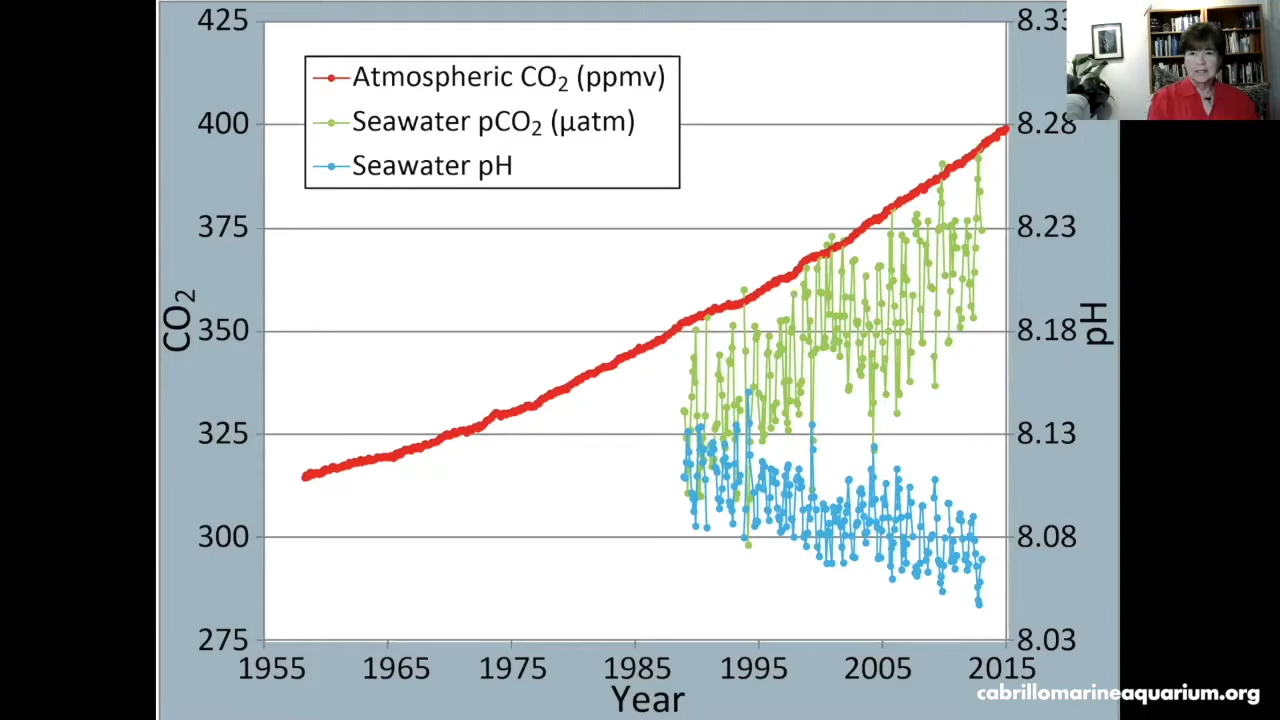 425
400
375
350
325
300
275
CO₂
Atmospheric CO₂ (ppmv)
Seawater pCO₂ (µatm)
Seawater pH
8.33
8.28
8.23
8.18
8.13
8.08
8.03
pH
1955 1965 1975 1985 1995 2005 2015
Year
cabrillomarineaquarium.org